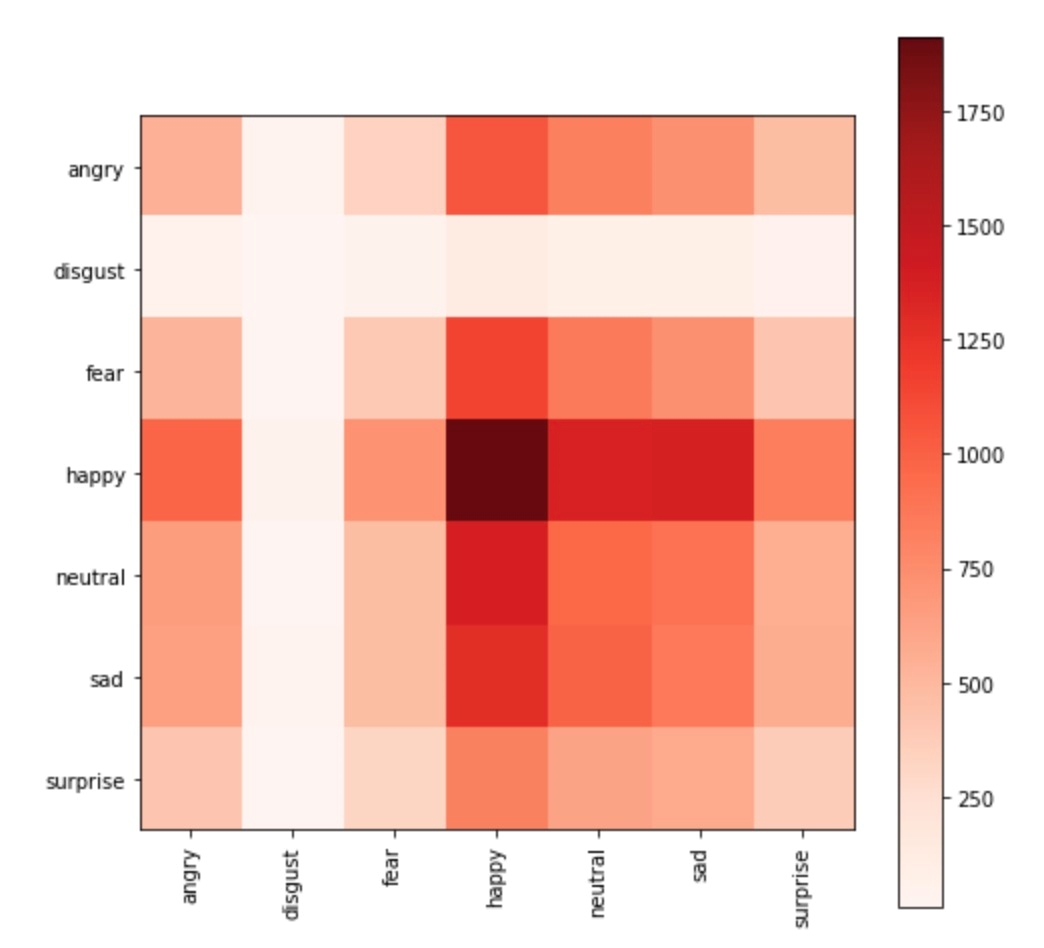 angry
disgust
fear
happy
neutral
sad
surprise
angry
disgust
fear
happy
neutral
sad
surprise
1750
1500
1250
1000
750
500
250